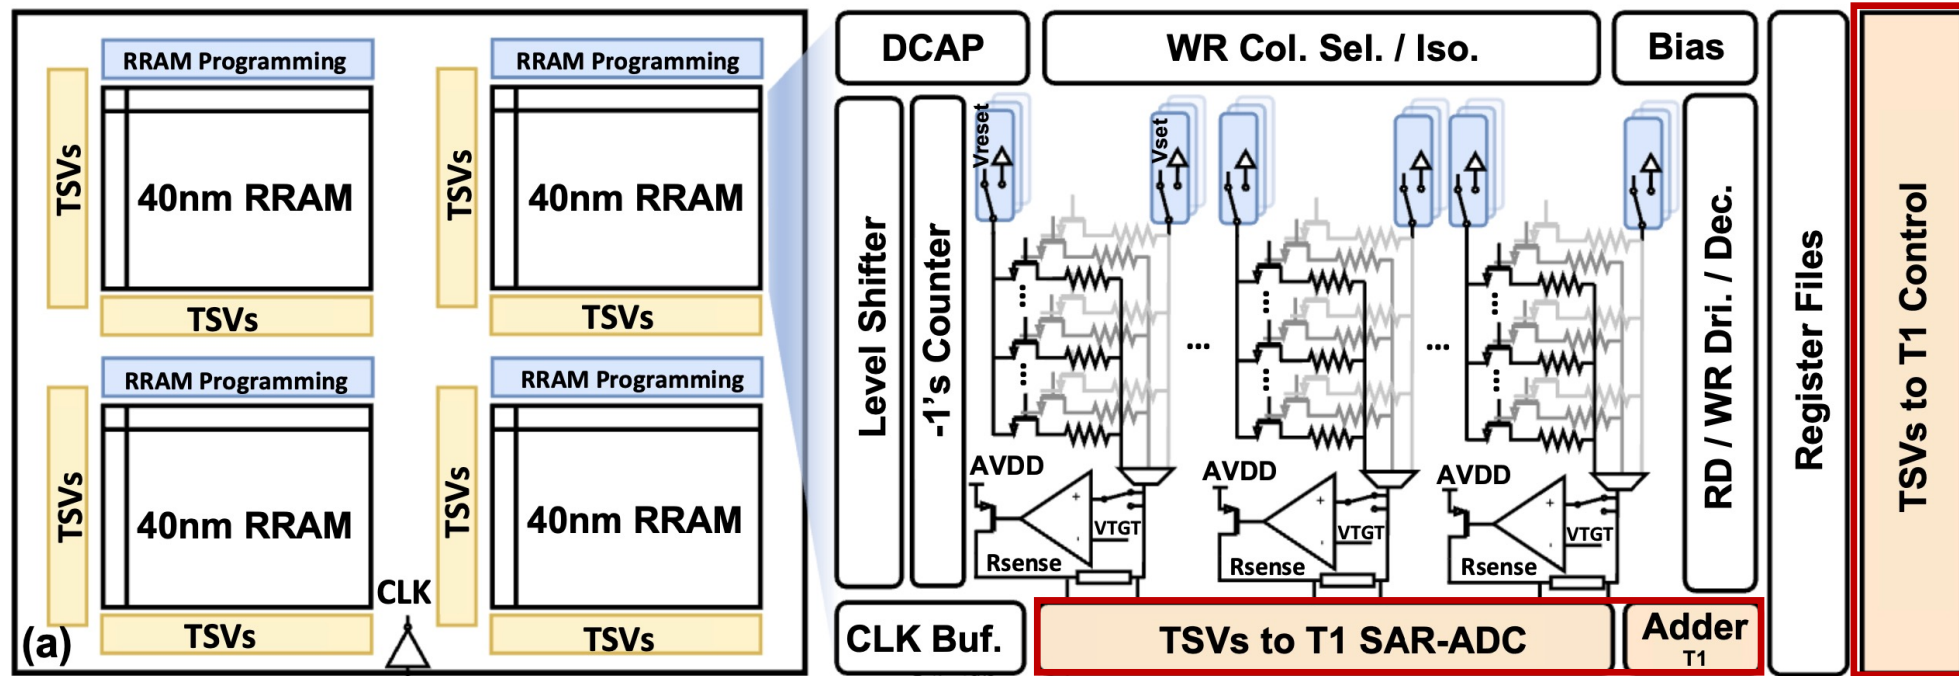 RRAM Programming
RRAM Programming
TSVs
40nm RRAM
TSVs
TSVs
40nm RRAM
TSVs
RRAM Programming
RRAM Programming
TSVs
40nm RRAM
TSVs
TSVs
40nm RRAM
TSVs
CLK
(a)
DCAP
WR Col. Sel. / Iso.
Bias
Level Shifter
-1's Counter
Vreset
Vset
...
...
...
...
...
...
...
...
AVDD
+
-
VTGT
Rsense
AVDD
+
-
VTGT
Rsense
AVDD
+
-
VTGT
Rsense
RD / WR Dri. / Dec.
Register Files
TSVs to T1 Control
CLK Buf.
TSVs to T1 SAR-ADC
Adder
T1